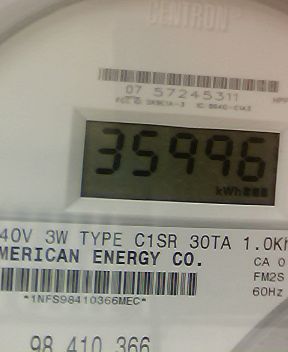 CENTRON
07 57245311
35996
kWh
40V 3W TYPE C1SR 30TA 1.0Kh
MERICAN ENERGY CO.
CA 0
FM2S
60Hz
*1NFS98410366MEC*
98 410 366